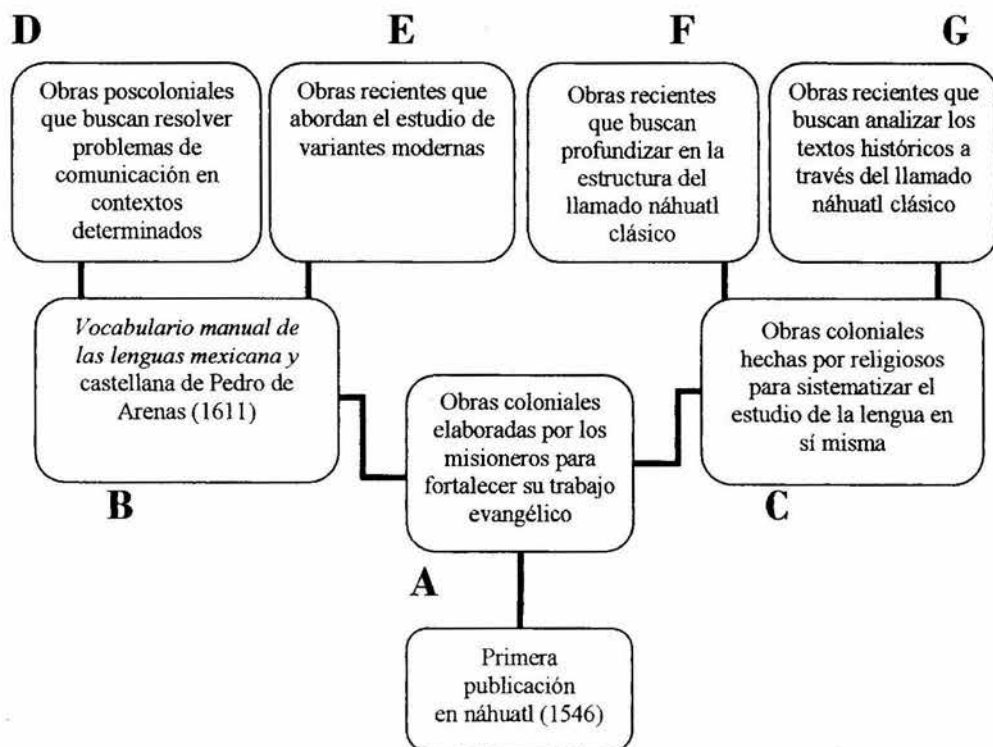 D
Obras poscoloniales
que buscan resolver
problemas de
comunicación en
contextos
determinados
E
Obras recientes que
abordan el estudio de
variantes modernas
F
Obras recientes
que buscan
profundizar en la
estructura del
llamado náhuatl
clásico
G
Obras recientes que
buscan analizar los
textos históricos a
través del llamado
náhuatl clásico
Vocabulario manual de
las lenguas mexicana y
castellana de Pedro de
Arenas (1611)
B
Obras coloniales
elaboradas por los
misioneros para
fortalecer su trabajo
evangélico
A
Obras coloniales
hechas por religiosos
para sistematizar el
estudio de la lengua en
sí misma
C
Primera
publicación
en náhuatl (1546)